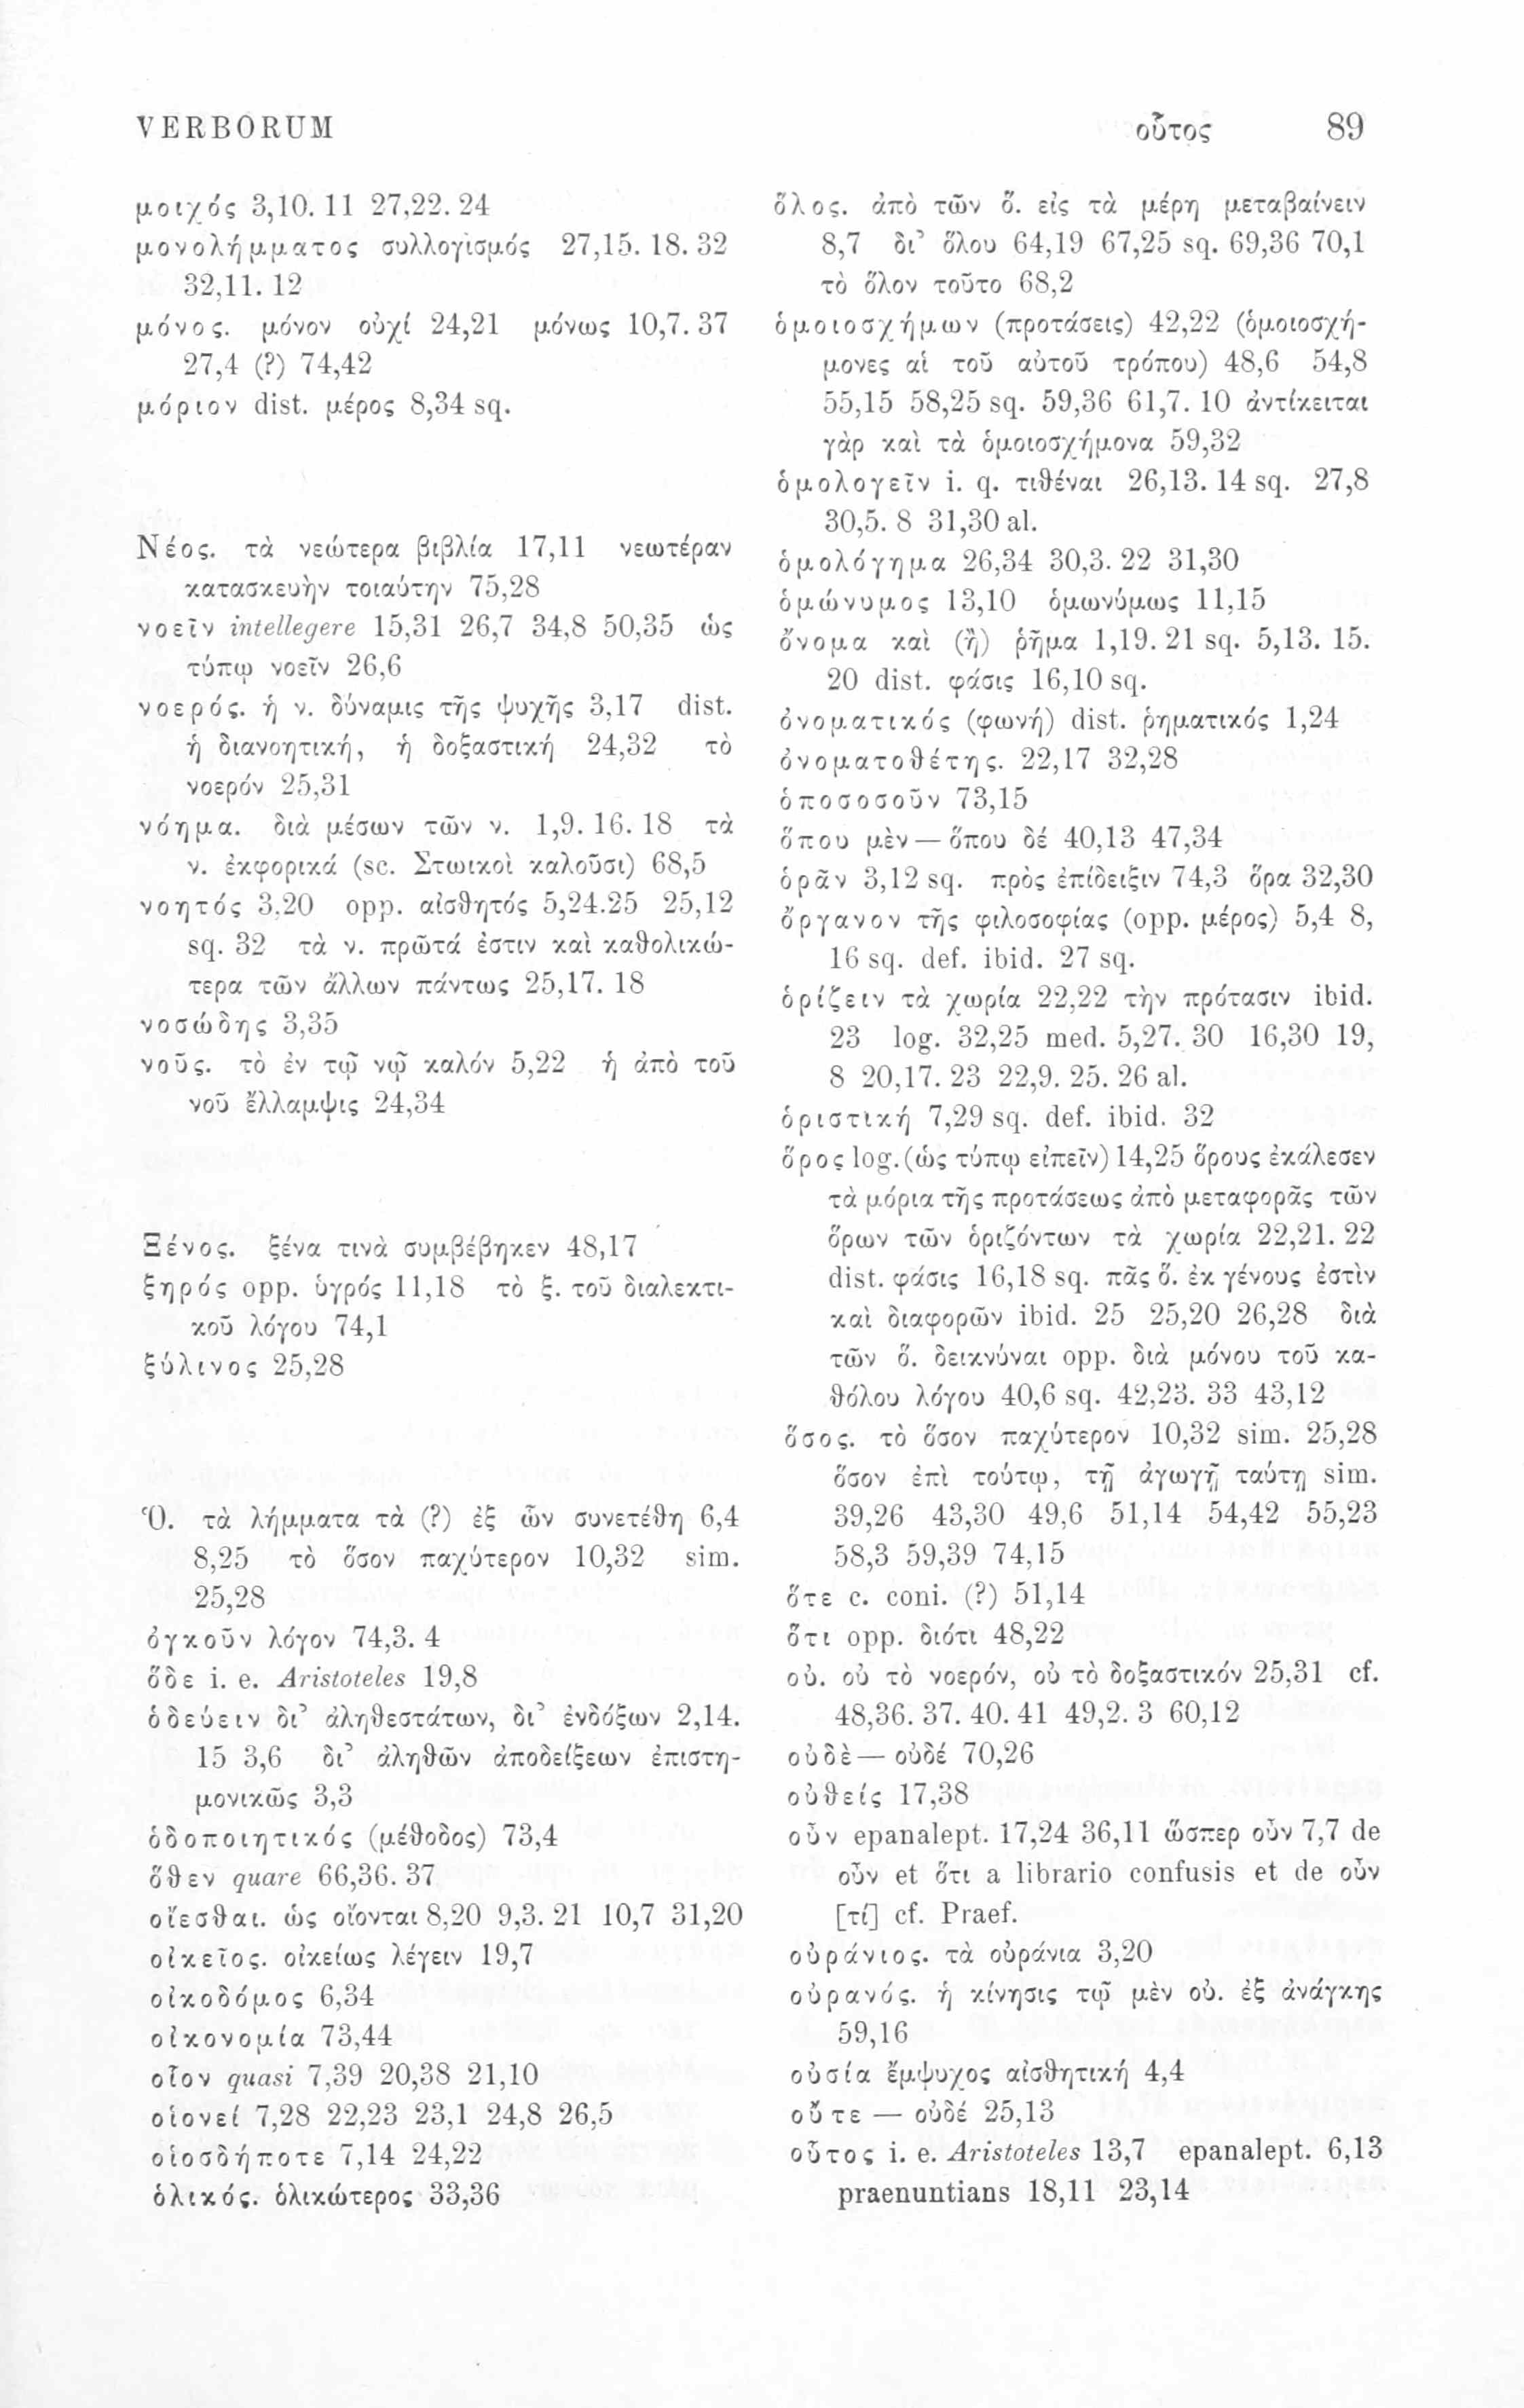 VERBORUM οὗτος 89
μοιχός 3,10. 11 27,22. 24
μονολήμματος συλλογισμός 27,15. 18. 32
32,11. 12
μόνος. μόνον οὐχί 24,21 μόνως 10,7. 37
27,4 (?) 74,42
μόριον dist. μέρος 8,34 sq.
Νέος. τὰ νεώτερα βιβλία 17,11 νεωτέραν
κατασκευὴν τοιαύτην 75,28
νοεῖν intellegere 15,31 26,7 34,8 50,35 ὡς
τύπῳ νοεῖν 26,6
νοερός. ἡ ν. δύναμις τῆς ψυχῆς 3,17 dist.
ἡ διανοητική, ἡ δοξαστική 24,32 τὸ
νοερόν 25,31
νόημα. διὰ μέσων τῶν ν. 1,9. 16. 18 τὰ
ν. ἐκφορικά (sc. Στωικοὶ καλοῦσι) 68,5
νοητός 3,20 opp. αἰσθητός 5,24.25 25,12
sq. 32 τὰ ν. πρῶτά ἐστιν καὶ καθολικώ-
τερα τῶν ἄλλων πάντως 25,17. 18
νοσώδης 3,35
νοῦς. τὸ ἐν τῷ νῷ καλόν 5,22 ἡ ἀπὸ τοῦ
νοῦ ἔλλαμψις 24,34
Ξένος. ξένα τινὰ συμβέβηκεν 48,17
ξηρός opp. ὑγρός 11,18 τὸ ξ. τοῦ διαλεκτι-
κοῦ λόγου 74,1
ξύλινος 25,28
Ὁ. τὰ λήμματα τὰ (?) ἐξ ὧν συνετέθη 6,4
8,25 τὸ ὅσον παχύτερον 10,32 sim.
25,28
ὀγκοῦν λόγον 74,3. 4
ὅδε i. e. Aristoteles 19,8
ὁδεύειν δι’ ἀληθεστάτων, δι’ ἐνδόξων 2,14.
15 3,6 δι’ ἀληθῶν ἀποδείξεων ἐπιστη-
μονικῶς 3,3
ὁδοποιητικός (μέθοδος) 73,4
ὅθεν quare 66,36. 37
οἴεσθαι. ὡς οἴονται 8,20 9,3. 21 10,7 31,20
οἰκεῖος. οἰκείως λέγειν 19,7
οἰκοδόμος 6,34
οἰκονομία 73,44
οἷον quasi 7,39 20,38 21,10
οἱονεί 7,28 22,23 23,1 24,8 26,5
οἱοσδήποτε 7,14 24,22
ὁλικός. ὁλικώτερος 33,36
ὅλος. ἀπὸ τῶν ὅ. εἰς τὰ μέρη μεταβαίνειν
8,7 δι’ ὅλου 64,19 67,25 sq. 69,36 70,1
τὸ ὅλον τοῦτο 68,2
ὁμοιοσχήμων (προτάσεις) 42,22 (ὁμοιοσχή-
μονες αἱ τοῦ αὐτοῦ τρόπου) 48,6 54,8
55,15 58,25 sq. 59,36 61,7. 10 ἀντίκειται
γὰρ καὶ τὰ ὁμοιοσχήμονα 59,32
ὁμολογεῖν i. q. τιθέναι 26,13. 14 sq. 27,8
30,5. 8 31,30 al.
ὁμολόγημα 26,34 30,3. 22 31,30
ὁμώνυμος 13,10 ὁμωνύμως 11,15
ὄνομα καὶ (ἢ) ῥῆμα 1,19. 21 sq. 5,13. 15.
20 dist. φάσις 16,10 sq.
ὀνοματικός (φωνή) dist. ῥηματικός 1,24
ὀνοματοθέτης. 22,17 32,28
ὁποσοσοῦν 73,15
ὅπου μὲν — ὅπου δέ 40,13 47,34
ὁρᾶν 3,12 sq. πρὸς ἐπίδειξιν 74,3 ὅρα 32,30
ὄργανον τῆς φιλοσοφίας (opp. μέρος) 5,4 8,
16 sq. def. ibid. 27 sq.
ὁρίζειν τὰ χωρία 22,22 τὴν πρότασιν ibid.
23 log. 32,25 med. 5,27. 30 16,30 19,
8 20,17. 23 22,9. 25. 26 al.
ὁριστική 7,29 sq. def. ibid. 32
ὅρος log. (ὡς τύπῳ εἰπεῖν) 14,25 ὅρους ἐκάλεσεν
τὰ μόρια τῆς προτάσεως ἀπὸ μεταφορᾶς τῶν
ὅρων τῶν ὁριζόντων τὰ χωρία 22,21. 22
dist. φάσις 16,18 sq. πᾶς ὅ. ἐκ γένους ἐστὶν
καὶ διαφορῶν ibid. 25 25,20 26,28 διὰ
τῶν ὅ. δεικνύναι opp. διὰ μόνου τοῦ κα-
θόλου λόγου 40,6 sq. 42,23. 33 43,12
ὅσος. τὸ ὅσον παχύτερον 10,32 sim. 25,28
ὅσον ἐπὶ τούτῳ, τῇ ἀγωγῇ ταύτῃ sim.
39,26 43,30 49,6 51,14 54,42 55,23
58,3 59,39 74,15
ὅτε c. coni. (?) 51,14
ὅτι opp. διότι 48,22
οὐ. οὐ τὸ νοερόν, οὐ τὸ δοξαστικόν 25,31 cf.
48,36. 37. 40. 41 49,2. 3 60,12
οὐδὲ — οὐδέ 70,26
οὐθείς 17,38
οὖν epanalept. 17,24 36,11 ὥσπερ οὖν 7,7 de
οὖν et ὅτι a librario confusis et de οὖν
[τί] cf. Praef.
οὐράνιος. τὰ οὐράνια 3,20
οὐρανός. ἡ κίνησις τῷ μὲν οὐ. ἐξ ἀνάγκης
59,16
οὐσία ἔμψυχος αἰσθητική 4,4
οὔτε — οὐδέ 25,13
οὗτος i. e. Aristoteles 13,7 epanalept. 6,13
praenuntians 18,11 23,14